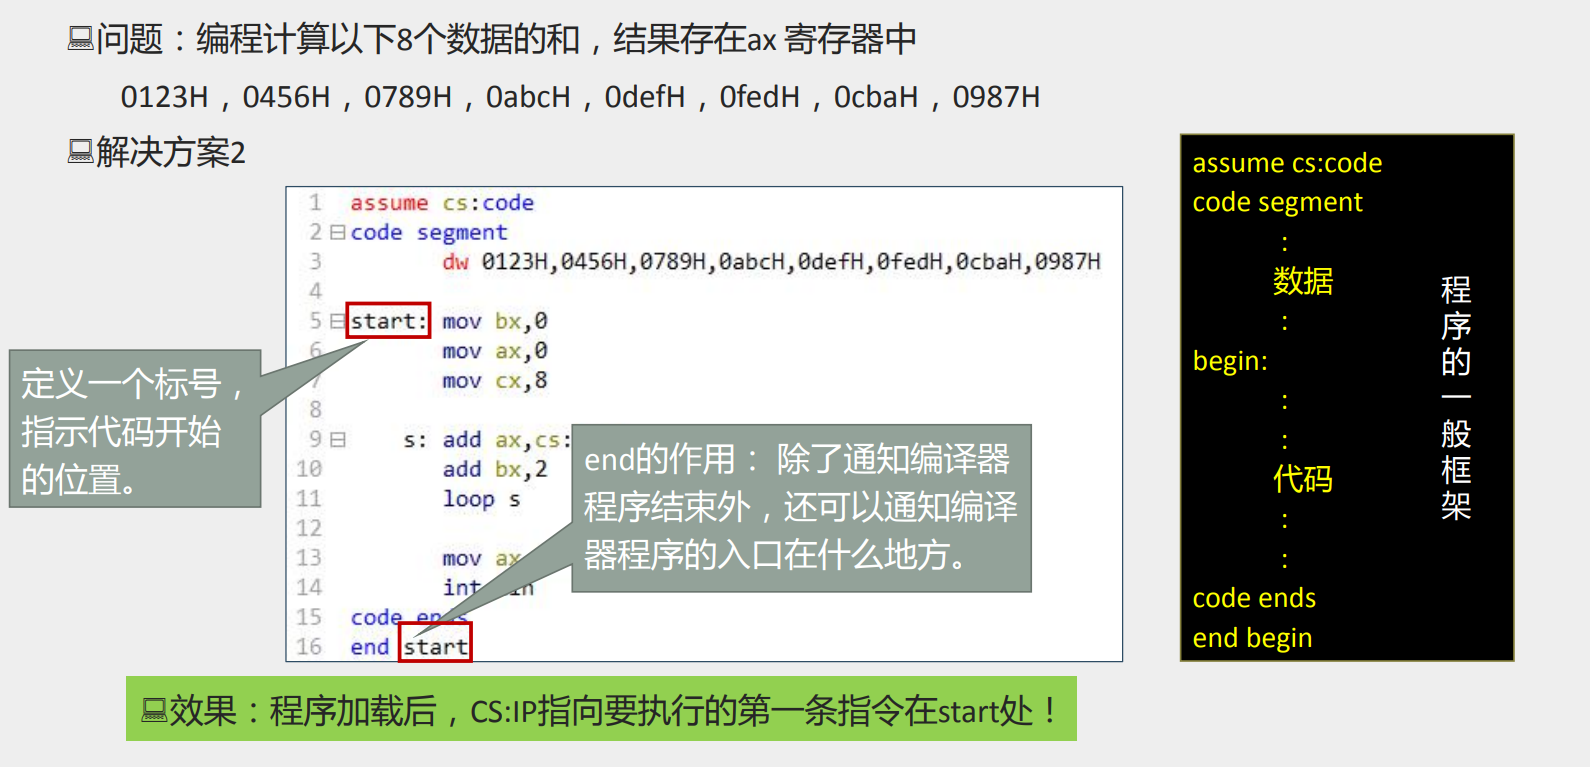 问题：编程计算以下8个数据的和，结果存在ax 寄存器中
0123H，0456H，0789H，0abcH，0defH，0fedH，0cbaH，0987H
解决方案2
1 assume cs:code
2 code segment
3 dw 0123H,0456H,0789H,0abcH,0defH,0fedH,0cbaH,0987H
4
5 start: mov bx,0
6 mov ax,0
7 mov cx,8
8
9 s: add ax,cs:
10 add bx,2
11 loop s
12
13 mov ax
14 int
15 code ends
16 end start
定义一个标号，
指示代码开始
的位置。
end的作用： 除了通知编译器
程序结束外，还可以通知编译
器程序的入口在什么地方。
assume cs:code
code segment
:
数据
:
begin:
:
:
代码
:
:
code ends
end begin
程序的一般框架
效果：程序加载后，CS:IP指向要执行的第一条指令在start处！